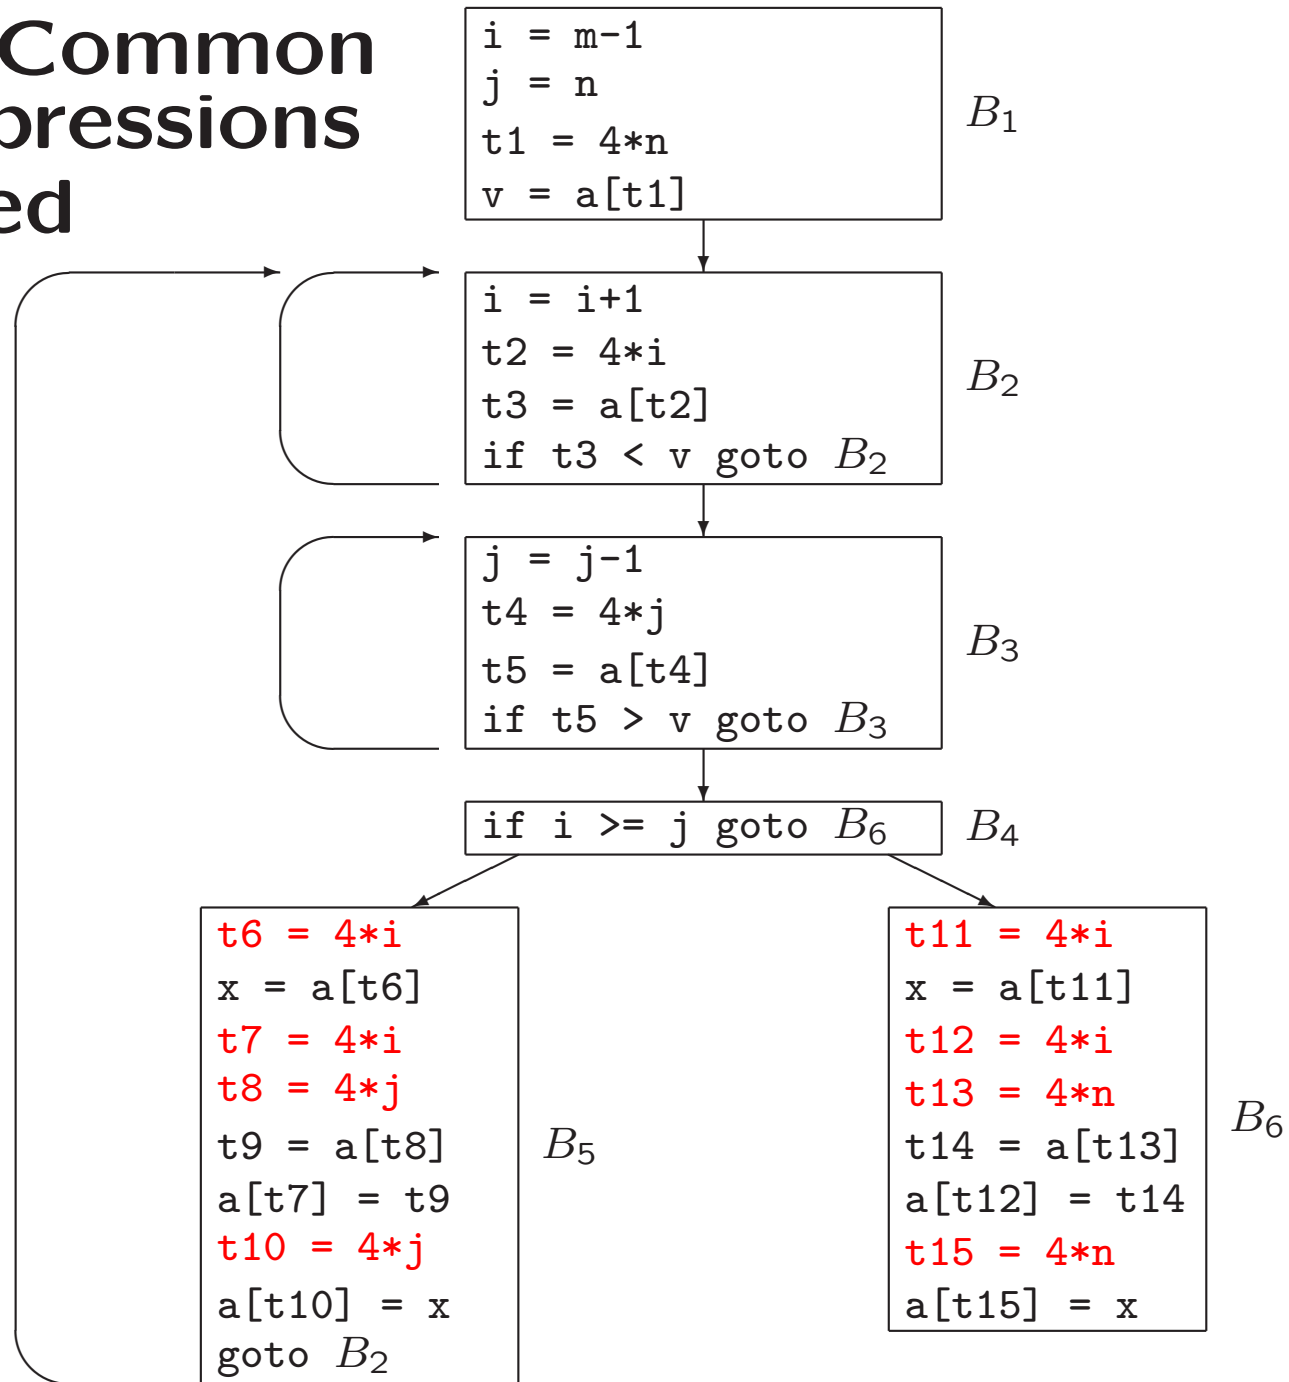 Common
pressions
ed
i = m-1
j = n
t1 = 4*n
v = a[t1]
B1
i = i+1
t2 = 4*i
t3 = a[t2]
if t3 < v goto B2
B2
j = j-1
t4 = 4*j
t5 = a[t4]
if t5 > v goto B3
B3
if i >= j goto B6
B4
t6 = 4*i
x = a[t6]
t7 = 4*i
t8 = 4*j
t9 = a[t8]
a[t7] = t9
t10 = 4*j
a[t10] = x
goto B2
B5
t11 = 4*i
x = a[t11]
t12 = 4*i
t13 = 4*n
t14 = a[t13]
a[t12] = t14
t15 = 4*n
a[t15] = x
B6